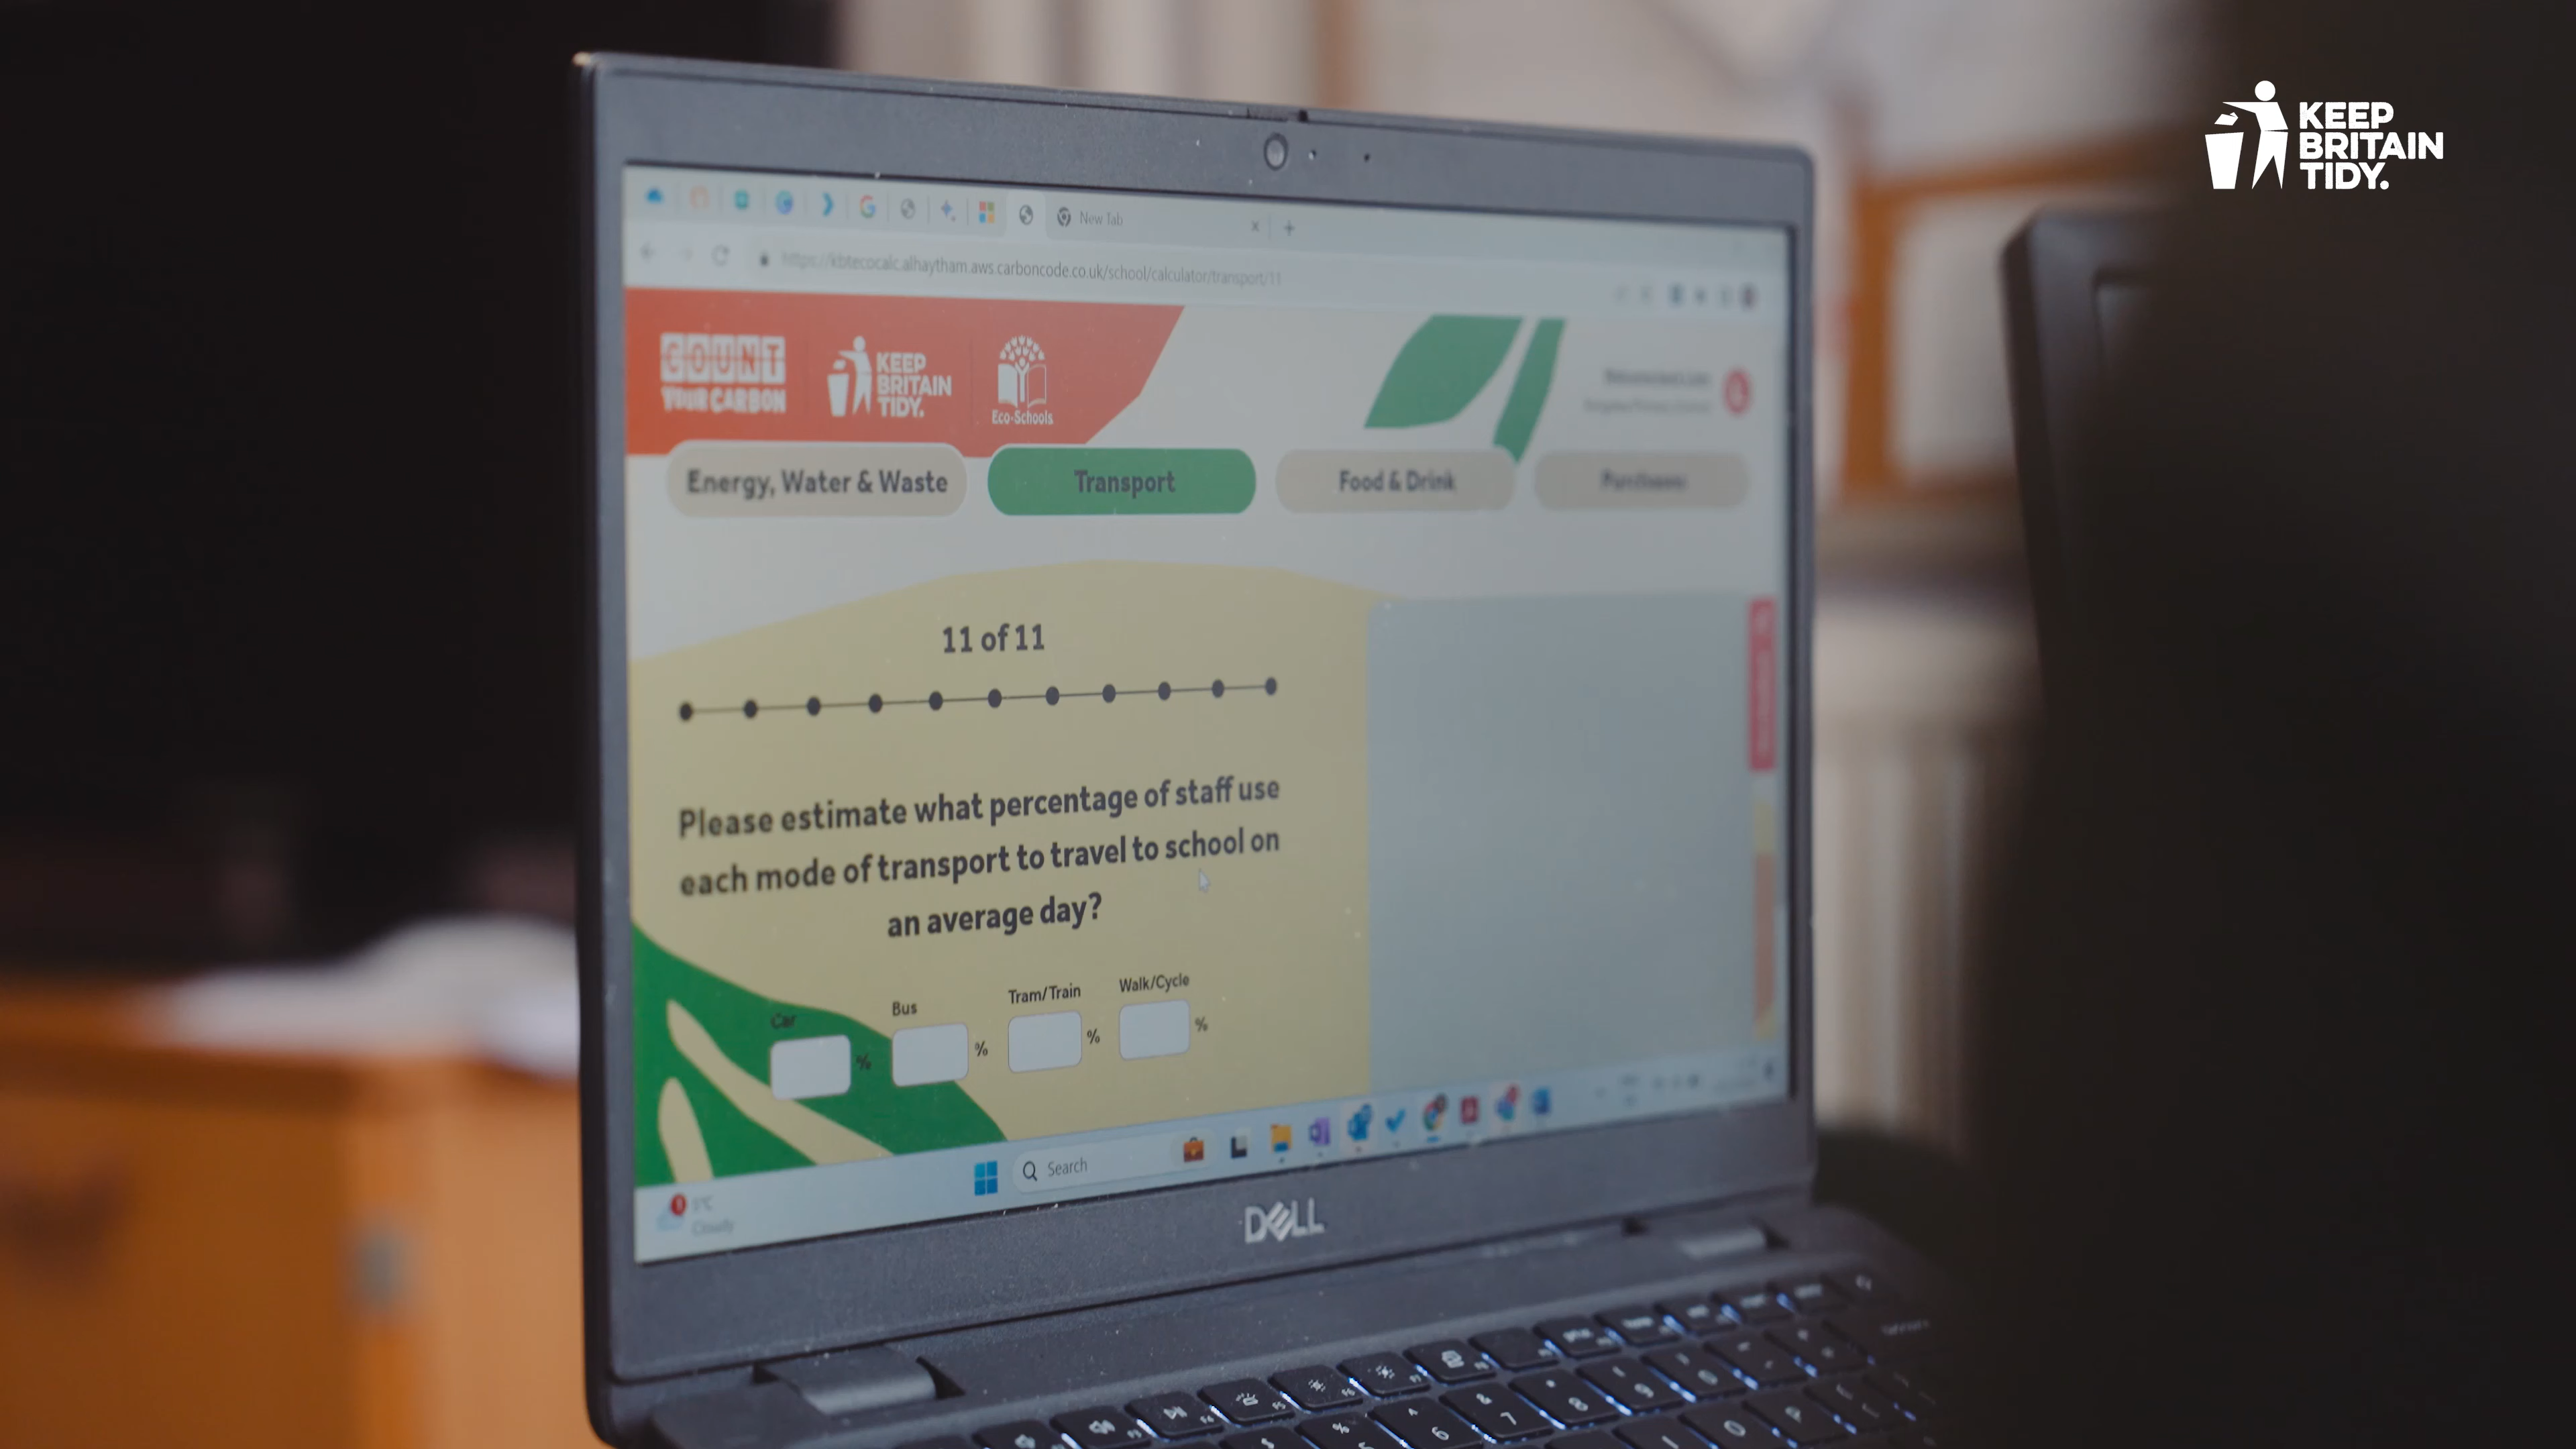 KEEP
BRITAIN
TIDY.
New Tab
https://kbtecocalc.alhaytham.aws.carboncode.co.uk/school/calculator/transport/11
COUNT
YOUR CARBON
KEEP
BRITAIN
TIDY.
Eco-Schools
Energy, Water & Waste
Transport
Food & Drink
Purchases
11 of 11
Please estimate what percentage of staff use
each mode of transport to travel to school on
an average day?
Car
%
Bus
%
Tram/Train
%
Walk/Cycle
%
Search
5°C
Cloudy
DELL